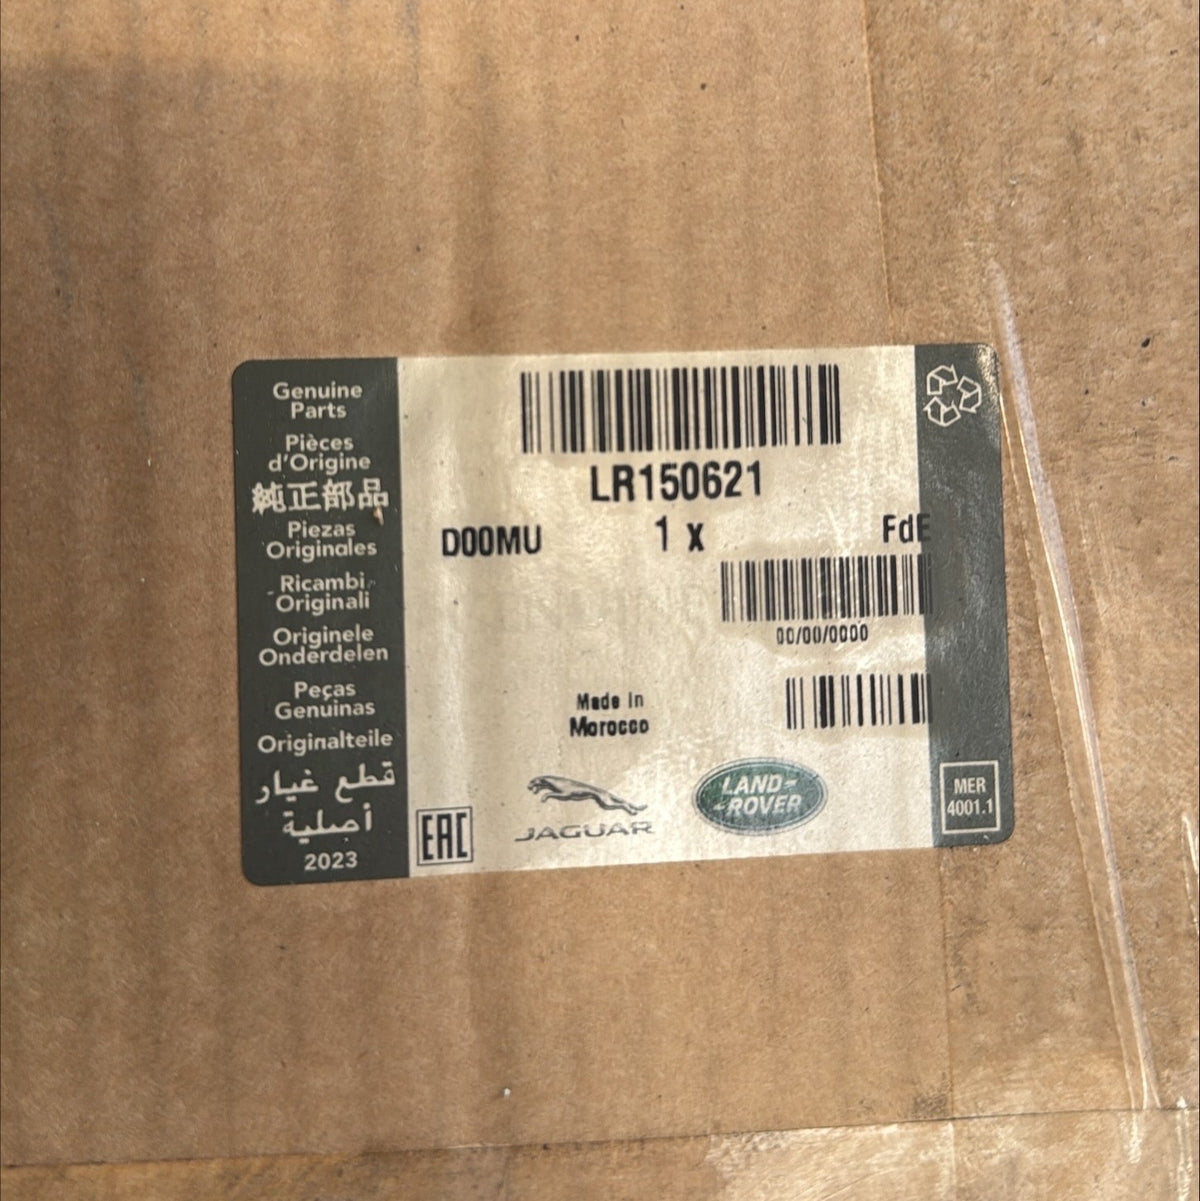 Genuine
Parts
Pièces
d'Origine
純正部品
Piezas
Originales
Ricambi
Originali
Originele
Onderdelen
Peças
Genuinas
Originalteile
قطع غيار
أصلية
2023
LR150621
D00MU 1 x FdE
00/00/0000
Made In
Morocco
EAC
JAGUAR
LAND-
-ROVER
MER
4001.1